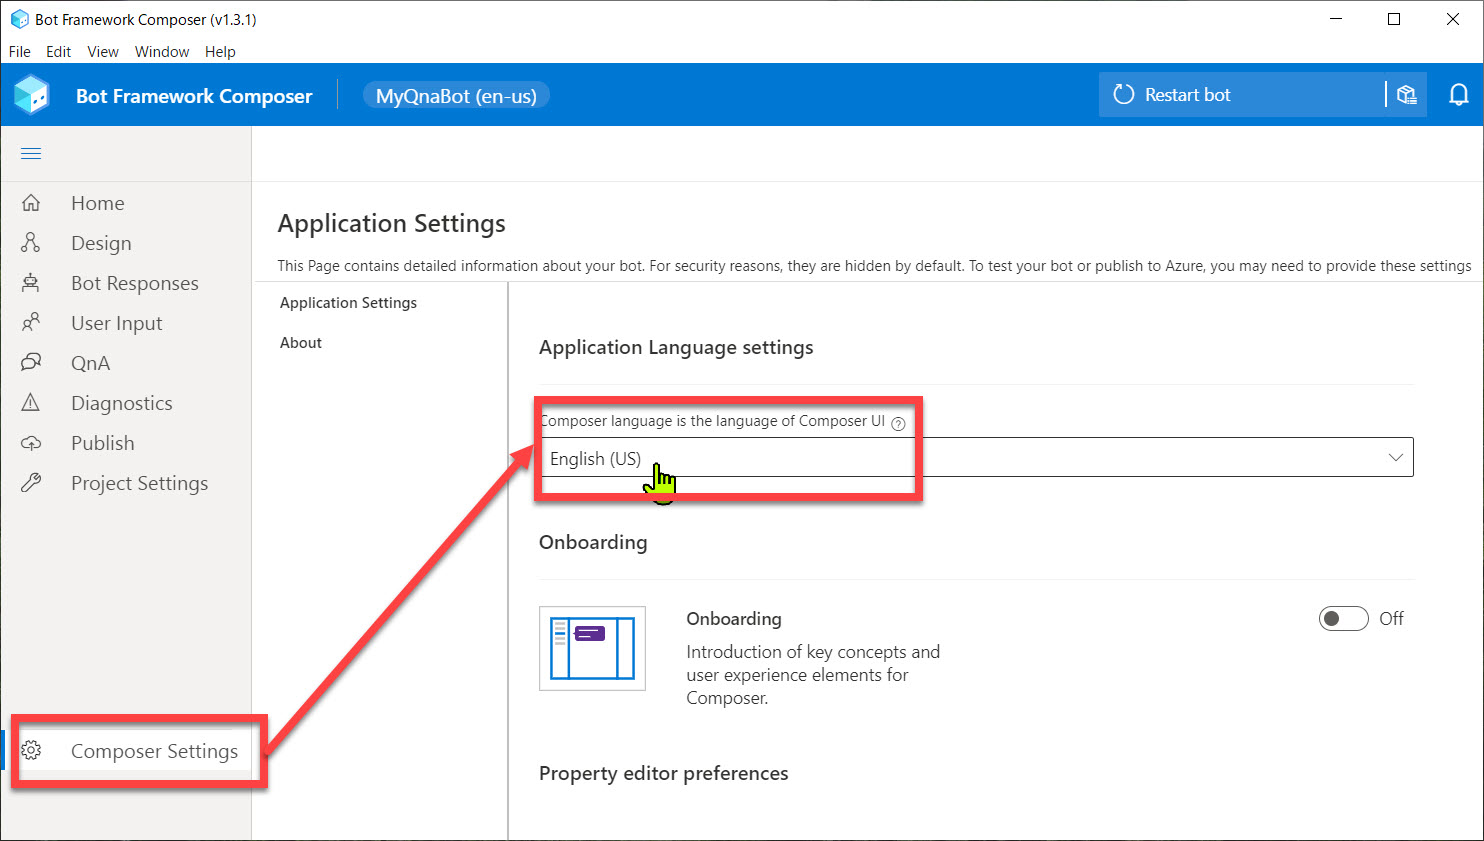 Bot Framework Composer (v1.3.1)
File Edit View Window Help
Bot Framework Composer
MyQnaBot (en-us)
Restart bot
Home
Design
Bot Responses
User Input
QnA
Diagnostics
Publish
Project Settings
Composer Settings
Application Settings
This Page contains detailed information about your bot. For security reasons, they are hidden by default. To test your bot or publish to Azure, you may need to provide these settings
Application Settings
About
Application Language settings
Composer language is the language of Composer UI
English (US)
Onboarding
Onboarding
Off
Introduction of key concepts and
user experience elements for
Composer.
Property editor preferences